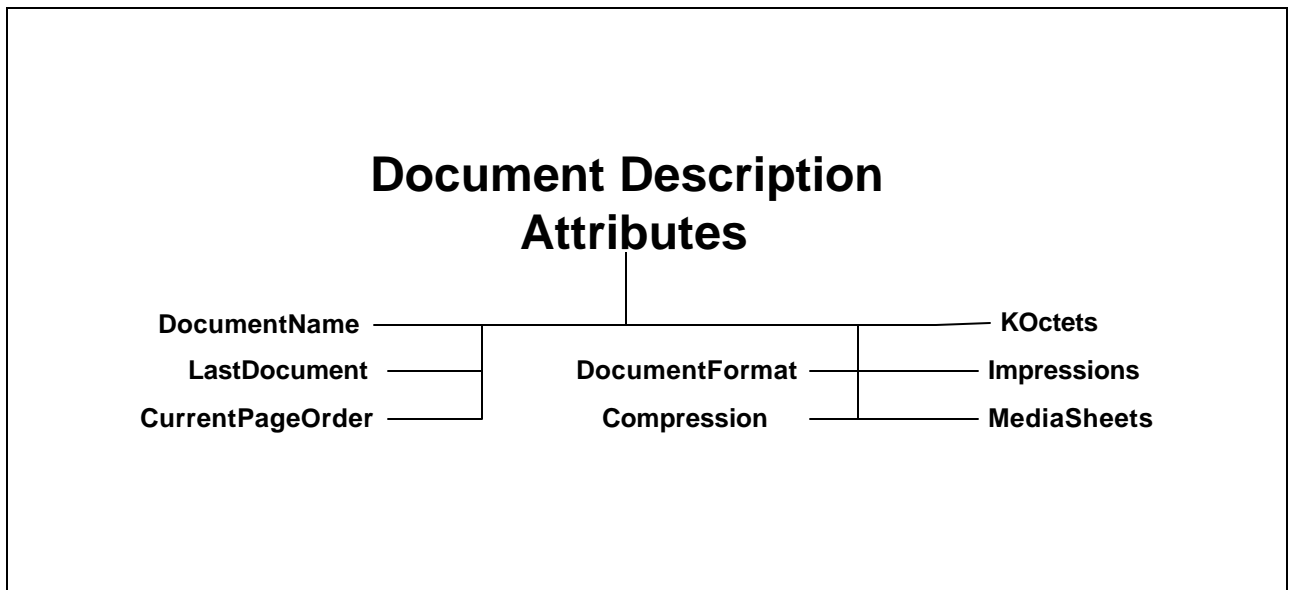 Document Description
Attributes
DocumentName
KOctets
LastDocument
DocumentFormat
Impressions
CurrentPageOrder
Compression
MediaSheets